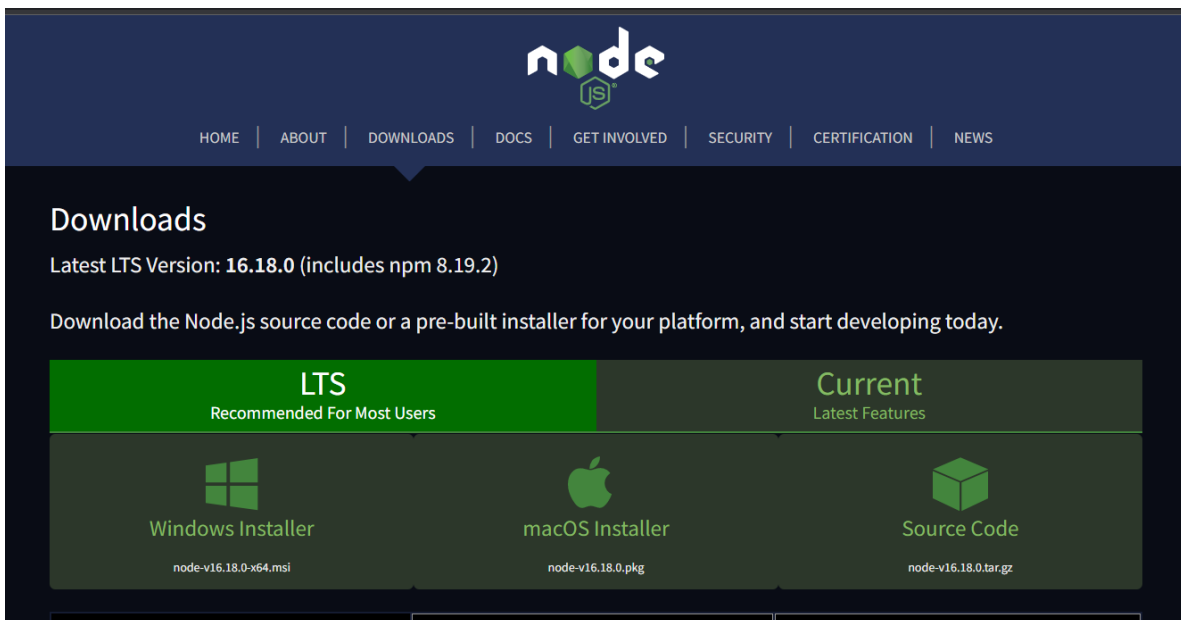 node
JS
HOME | ABOUT | DOWNLOADS | DOCS | GET INVOLVED | SECURITY | CERTIFICATION | NEWS
Downloads
Latest LTS Version: 16.18.0 (includes npm 8.19.2)
Download the Node.js source code or a pre-built installer for your platform, and start developing today.
LTS
Recommended For Most Users
Current
Latest Features
Windows Installer
node-v16.18.0-x64.msi
macOS Installer
node-v16.18.0.pkg
Source Code
node-v16.18.0.tar.gz